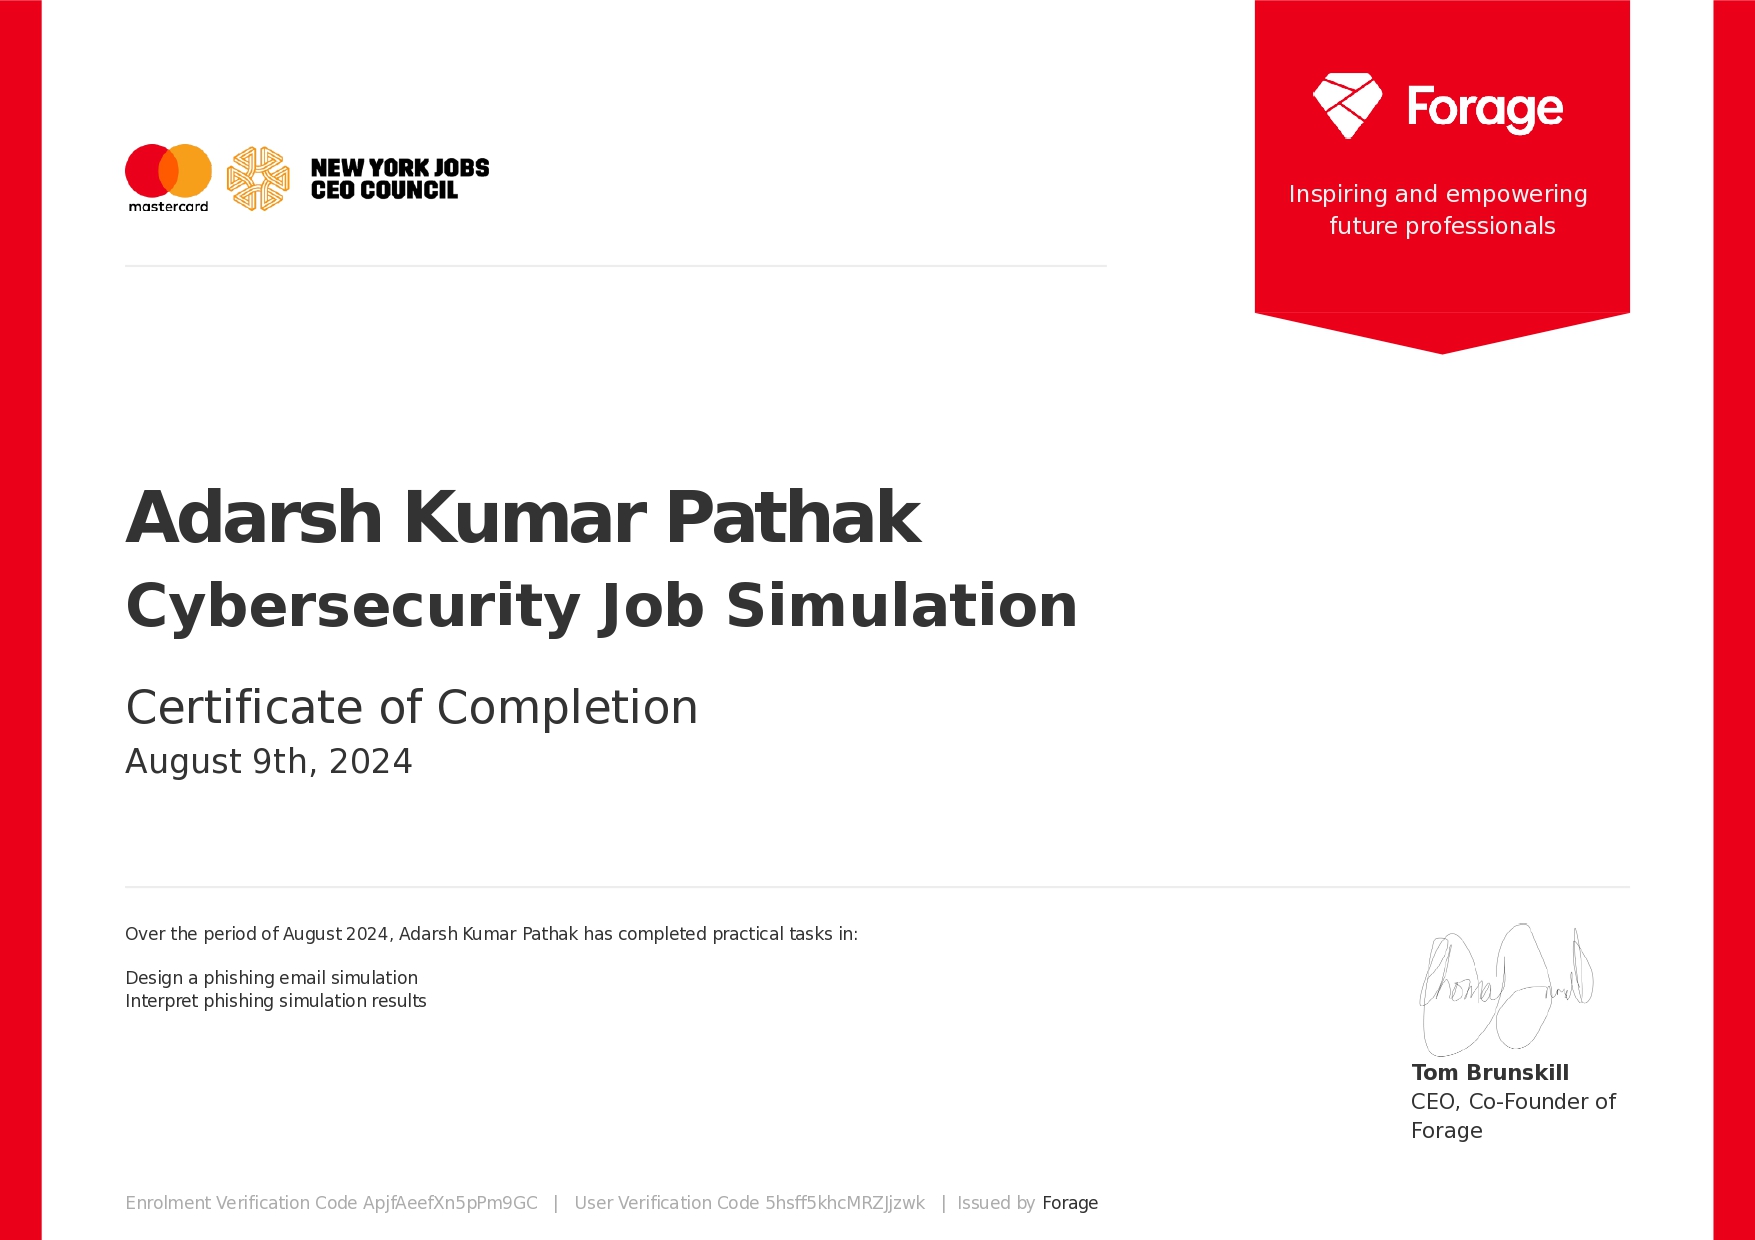 mastercard
NEW YORK JOBS
CEO COUNCIL
Forage
Inspiring and empowering
future professionals
Adarsh Kumar Pathak
Cybersecurity Job Simulation
Certificate of Completion
August 9th, 2024
Over the period of August 2024, Adarsh Kumar Pathak has completed practical tasks in:
Design a phishing email simulation
Interpret phishing simulation results
Tom Brunskill
CEO, Co-Founder of
Forage
Enrolment Verification Code ApjfAeefXn5pPm9GC | User Verification Code 5hsff5khcMRZJjzwk | Issued by Forage